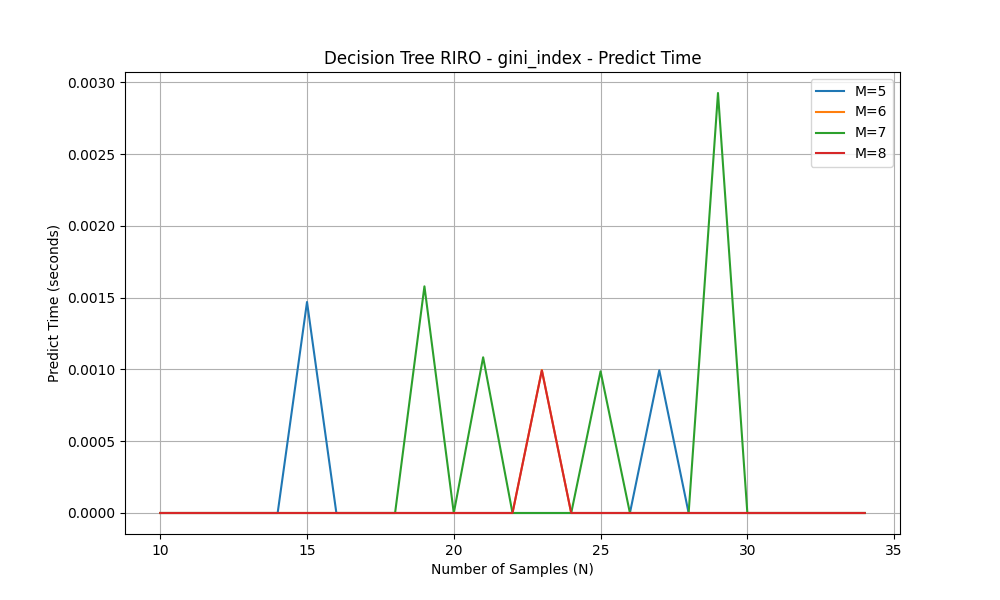 Decision Tree RIRO - gini_index - Predict Time
0.0030
0.0025
0.0020
0.0015
0.0010
0.0005
0.0000
Predict Time (seconds)
M=5
M=6
M=7
M=8
10 15 20 25 30 35
Number of Samples (N)